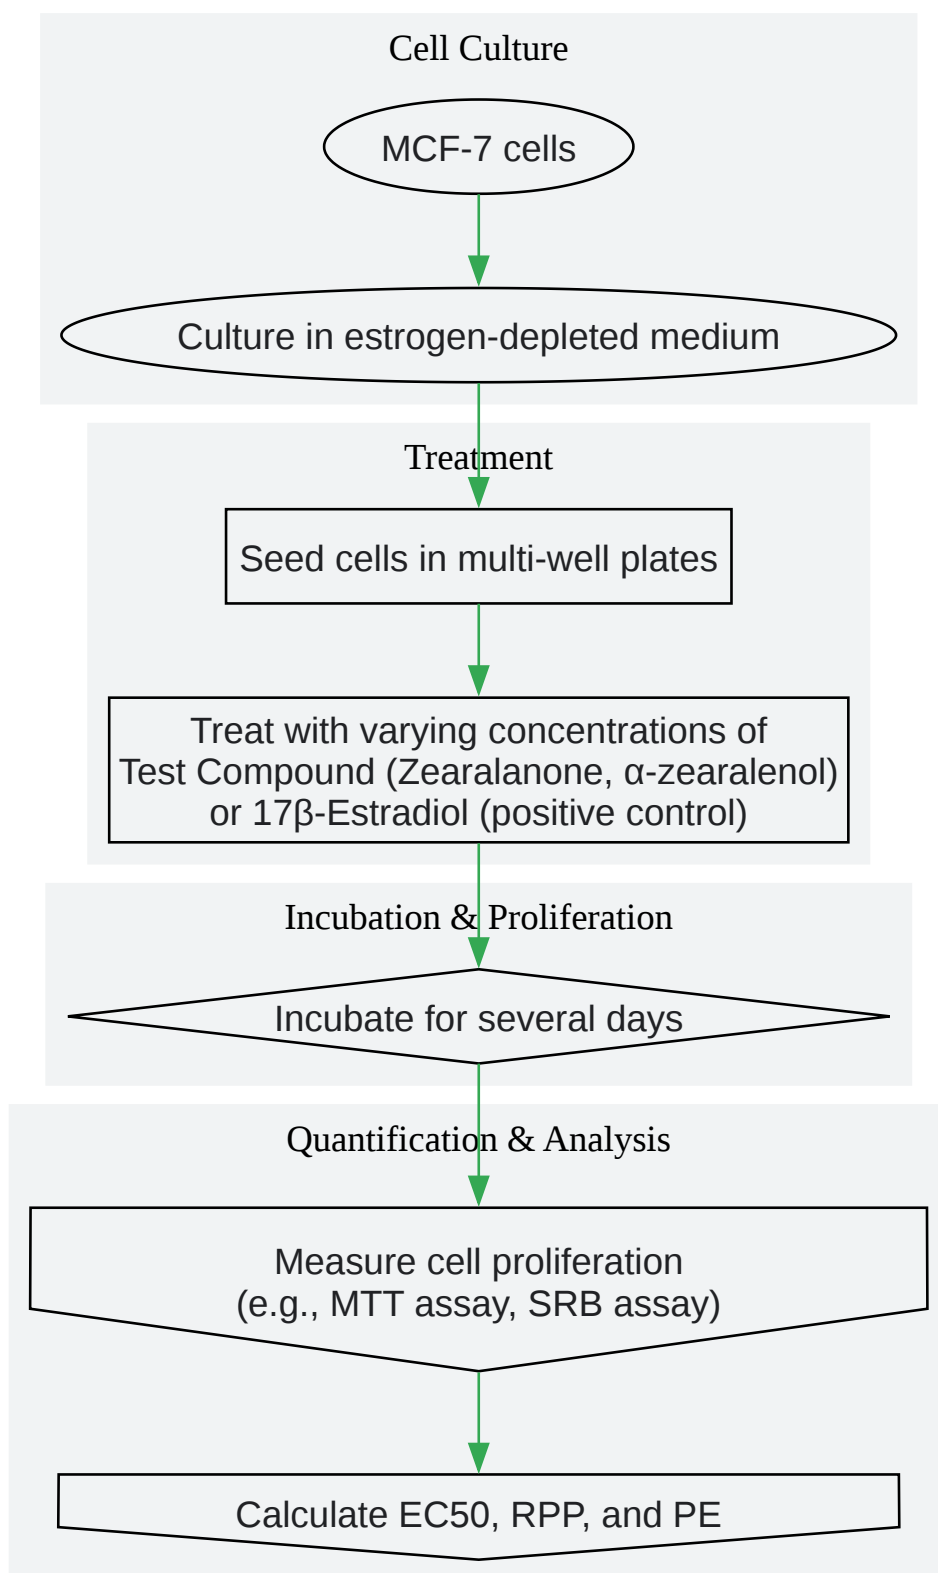 Cell Culture
MCF-7 cells
Culture in estrogen-depleted medium
Treatment
Seed cells in multi-well plates
Treat with varying concentrations of
Test Compound (Zearalanone, α-zearalenol)
or 17β-Estradiol (positive control)
Incubation & Proliferation
Incubate for several days
Quantification & Analysis
Measure cell proliferation
(e.g., MTT assay, SRB assay)
Calculate EC50, RPP, and PE